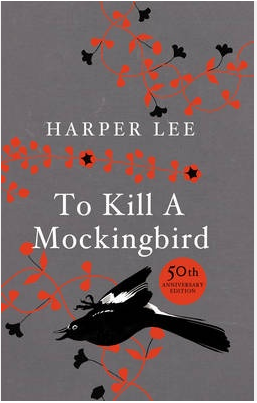 HARPER LEE
To Kill A
Mockingbird
50th
ANNIVERSARY
EDITION